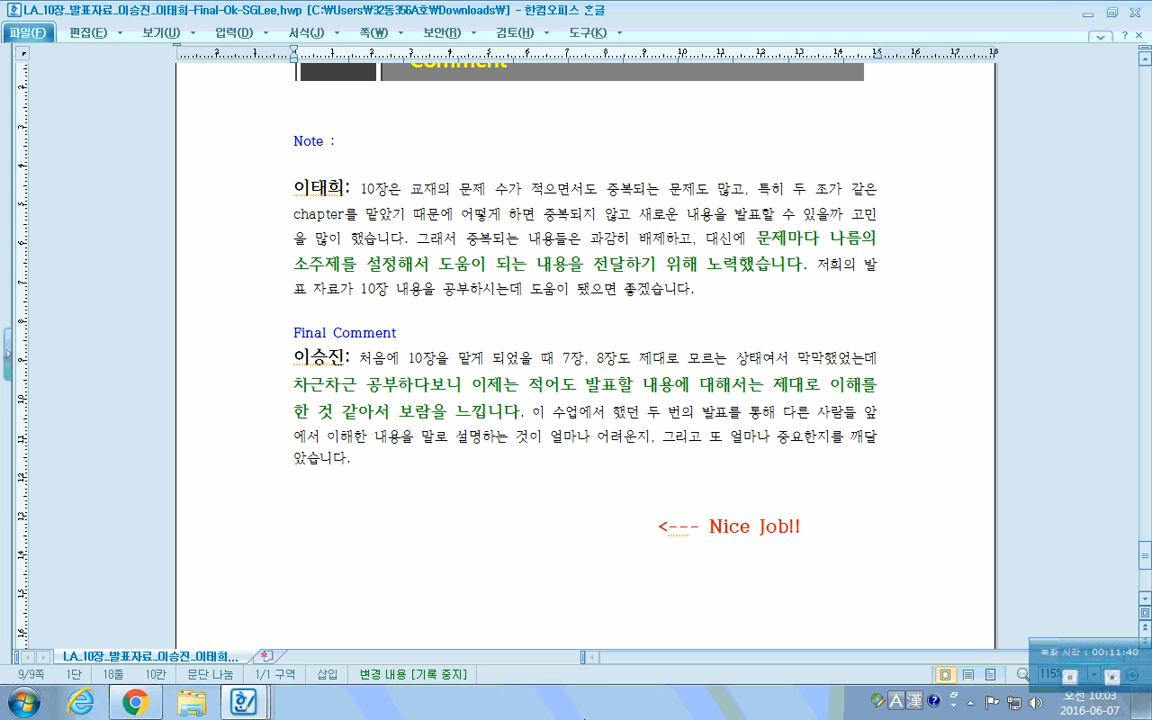 LA_10장_발표자료_이승진_이태희-Final-Ok-SGLee.hwp [C:₩Users₩32동356A호₩Downloads₩] - 한컴오피스 한글
파일(F) 편집(E) 보기(U) 입력(D) 서식(J) 쪽(W) 보안(B) 검토(H) 도구(K)
2 1 1 2 3 4 5 6 7 8 9 10 11 12 13 14 15 16 17 18
Comment
Note :
이태희: 10장은 교재의 문제 수가 적으면서도 중복되는 문제도 많고, 특히 두 조가 같은
chapter를 맡았기 때문에 어떻게 하면 중복되지 않고 새로운 내용을 발표할 수 있을까 고민
을 많이 했습니다. 그래서 중복되는 내용들은 과감히 배제하고, 대신에 문제마다 나름의
소주제를 설정해서 도움이 되는 내용을 전달하기 위해 노력했습니다. 저희의 발
표 자료가 10장 내용을 공부하시는데 도움이 됐으면 좋겠습니다.
Final Comment
이승진: 처음에 10장을 맡게 되었을 때 7장, 8장도 제대로 모르는 상태여서 막막했었는데
차근차근 공부하다보니 이제는 적어도 발표할 내용에 대해서는 제대로 이해를
한 것 같아서 보람을 느낍니다. 이 수업에서 했던 두 번의 발표를 통해 다른 사람들 앞
에서 이해한 내용을 말로 설명하는 것이 얼마나 어려운지, 그리고 또 얼마나 중요한지를 깨달
았습니다.
<--- Nice Job!!
LA_10장_발표자료_이승진_이태희...
9/9쪽 1단 18줄 10칸 문단 나눔 1/1 구역 삽입 변경 내용 [기록 중지] 115%
녹화 시간 : 00:11:40
A 漢
오전 10:03
2016-06-07